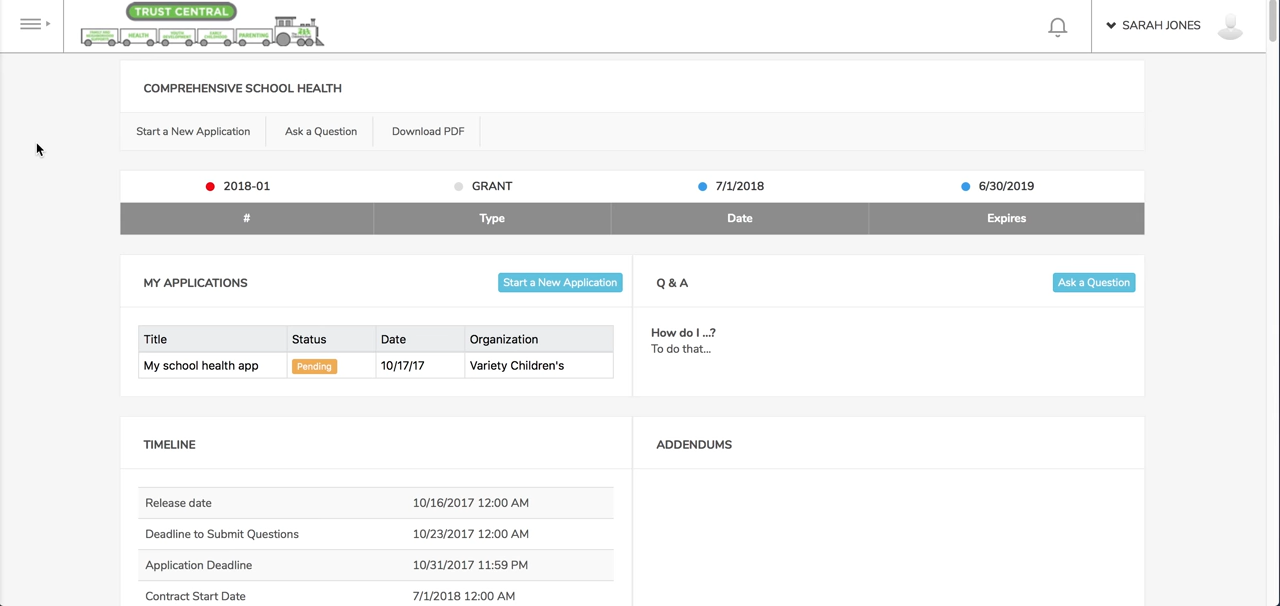 TRUST CENTRAL
HEALTH
PARENTING
SARAH JONES
COMPREHENSIVE SCHOOL HEALTH
Start a New Application Ask a Question Download PDF
2018-01 GRANT 7/1/2018 6/30/2019
# Type Date Expires
MY APPLICATIONS Start a New Application
Title Status Date Organization
My school health app Pending 10/17/17 Variety Children's
Q & A Ask a Question
How do I ...?
To do that...
TIMELINE
Release date 10/16/2017 12:00 AM
Deadline to Submit Questions 10/23/2017 12:00 AM
Application Deadline 10/31/2017 11:59 PM
Contract Start Date 7/1/2018 12:00 AM
ADDENDUMS